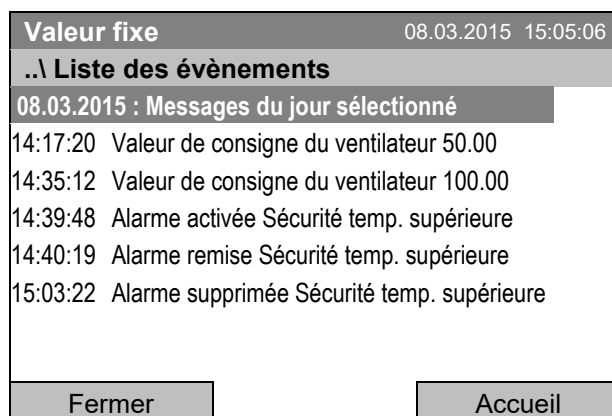 Valeur fixe 08.03.2015 15:05:06
..\ Liste des évènements
08.03.2015 : Messages du jour sélectionné
14:17:20 Valeur de consigne du ventilateur 50.00
14:35:12 Valeur de consigne du ventilateur 100.00
14:39:48 Alarme activée Sécurité temp. supérieure
14:40:19 Alarme remise Sécurité temp. supérieure
15:03:22 Alarme supprimée Sécurité temp. supérieure
Fermer Accueil